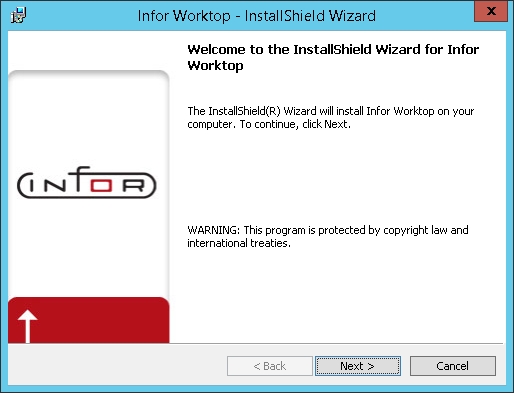 Infor Worktop - InstallShield Wizard
x
Welcome to the InstallShield Wizard for Infor
Worktop
The InstallShield(R) Wizard will install Infor Worktop on your
computer. To continue, click Next.
INFOR
WARNING: This program is protected by copyright law and
international treaties.
< Back
Next >
Cancel